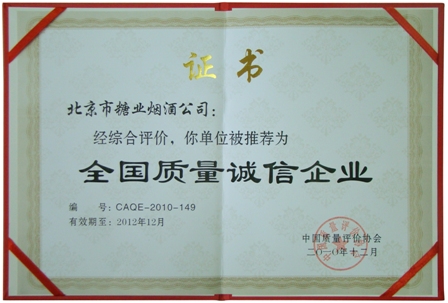 证书
北京市糖业烟酒公司：
经综合评价，你单位被推荐为
全国质量诚信企业
编　　号：CAQE-2010-149
有效期至：2012年12月
中国质量评价协会
二〇一〇年十二月